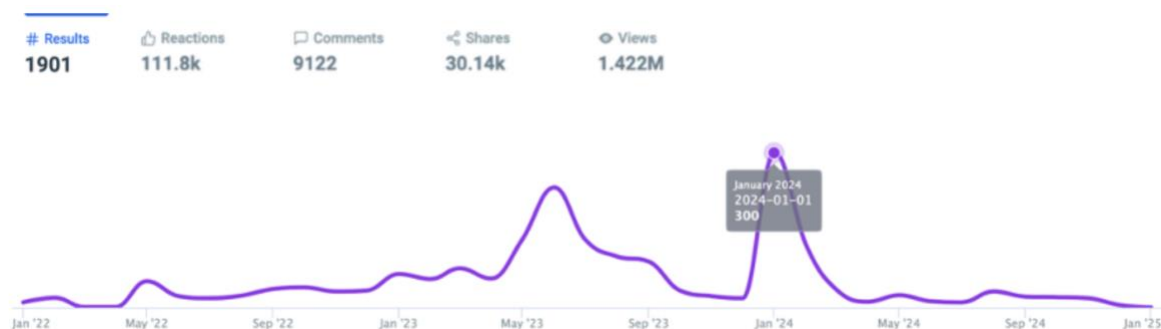 # Results Reactions Comments Shares Views
1901 111.8k 9122 30.14k 1.422M
January 2024
2024-01-01
300
Jan '22 May '22 Sep '22 Jan '23 May '23 Sep '23 Jan '24 May '24 Sep '24 Jan '25